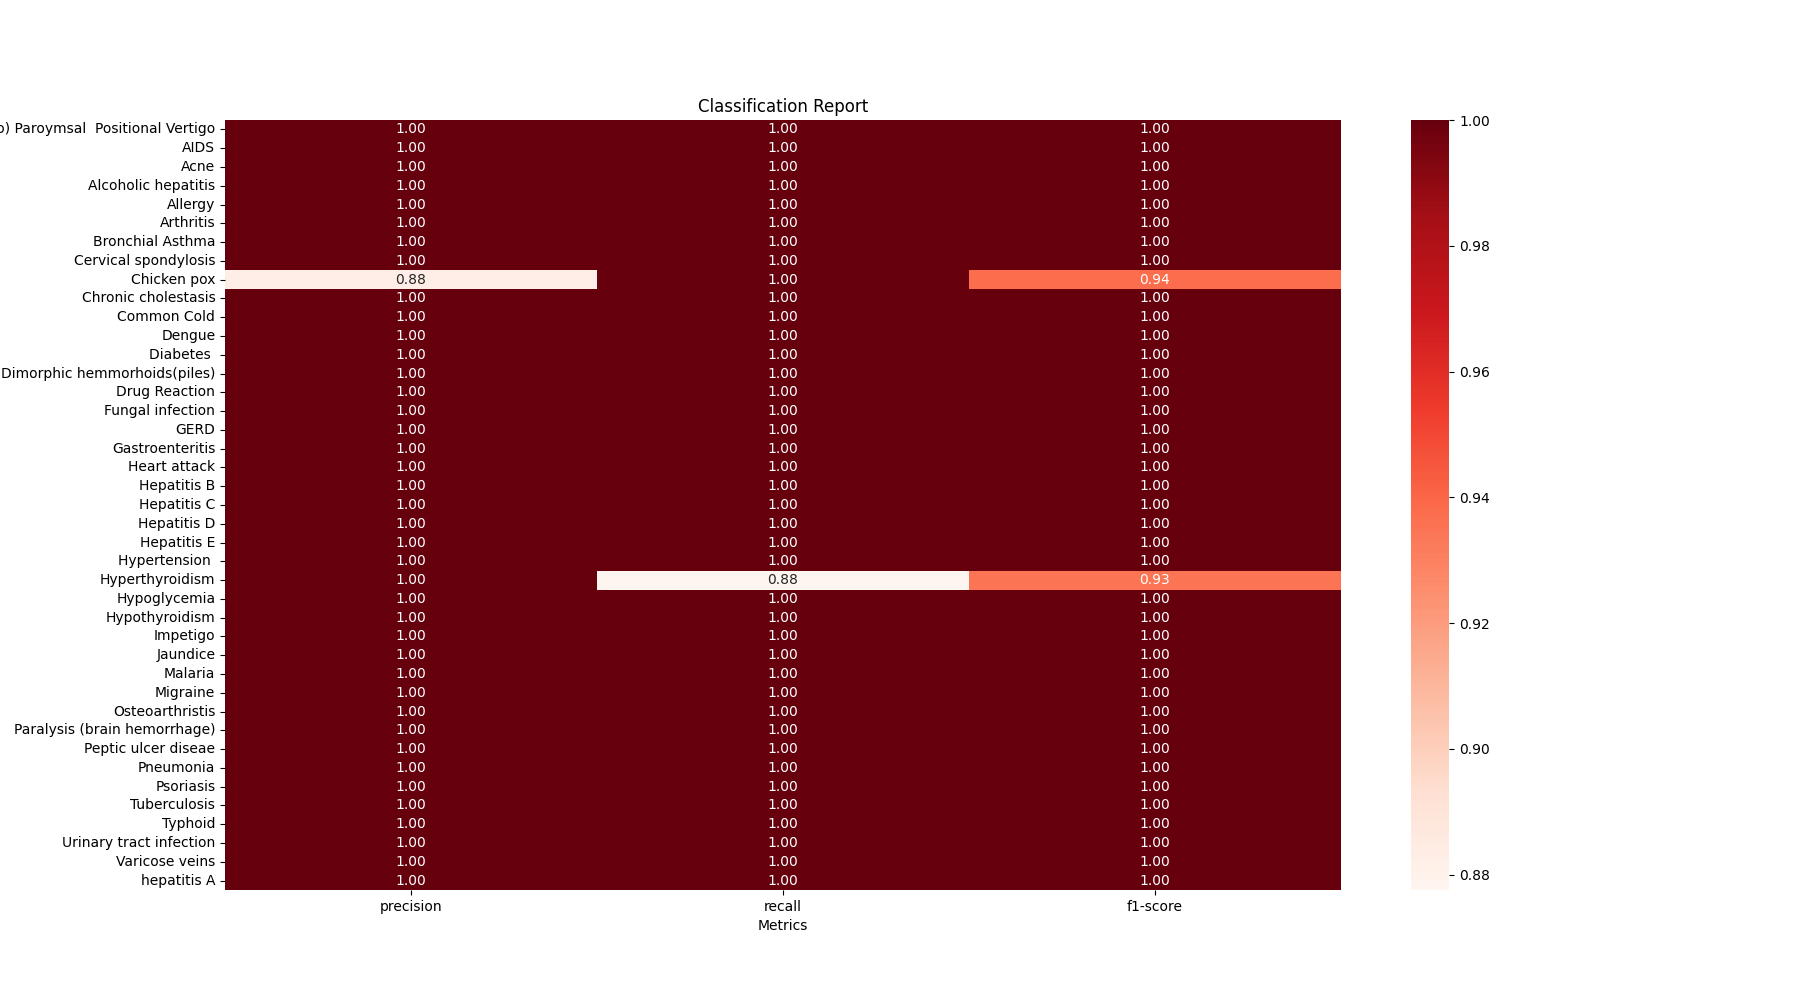 Classification Report
o) Paroymsal  Positional Vertigo 1.00 1.00 1.00
AIDS 1.00 1.00 1.00
Acne 1.00 1.00 1.00
Alcoholic hepatitis 1.00 1.00 1.00
Allergy 1.00 1.00 1.00
Arthritis 1.00 1.00 1.00
Bronchial Asthma 1.00 1.00 1.00
Cervical spondylosis 1.00 1.00 1.00
Chicken pox 0.88 1.00 0.94
Chronic cholestasis 1.00 1.00 1.00
Common Cold 1.00 1.00 1.00
Dengue 1.00 1.00 1.00
Diabetes 1.00 1.00 1.00
Dimorphic hemmorhoids(piles) 1.00 1.00 1.00
Drug Reaction 1.00 1.00 1.00
Fungal infection 1.00 1.00 1.00
GERD 1.00 1.00 1.00
Gastroenteritis 1.00 1.00 1.00
Heart attack 1.00 1.00 1.00
Hepatitis B 1.00 1.00 1.00
Hepatitis C 1.00 1.00 1.00
Hepatitis D 1.00 1.00 1.00
Hepatitis E 1.00 1.00 1.00
Hypertension 1.00 1.00 1.00
Hyperthyroidism 1.00 0.88 0.93
Hypoglycemia 1.00 1.00 1.00
Hypothyroidism 1.00 1.00 1.00
Impetigo 1.00 1.00 1.00
Jaundice 1.00 1.00 1.00
Malaria 1.00 1.00 1.00
Migraine 1.00 1.00 1.00
Osteoarthristis 1.00 1.00 1.00
Paralysis (brain hemorrhage) 1.00 1.00 1.00
Peptic ulcer diseae 1.00 1.00 1.00
Pneumonia 1.00 1.00 1.00
Psoriasis 1.00 1.00 1.00
Tuberculosis 1.00 1.00 1.00
Typhoid 1.00 1.00 1.00
Urinary tract infection 1.00 1.00 1.00
Varicose veins 1.00 1.00 1.00
hepatitis A 1.00 1.00 1.00
precision recall f1-score
Metrics
1.00
0.98
0.96
0.94
0.92
0.90
0.88